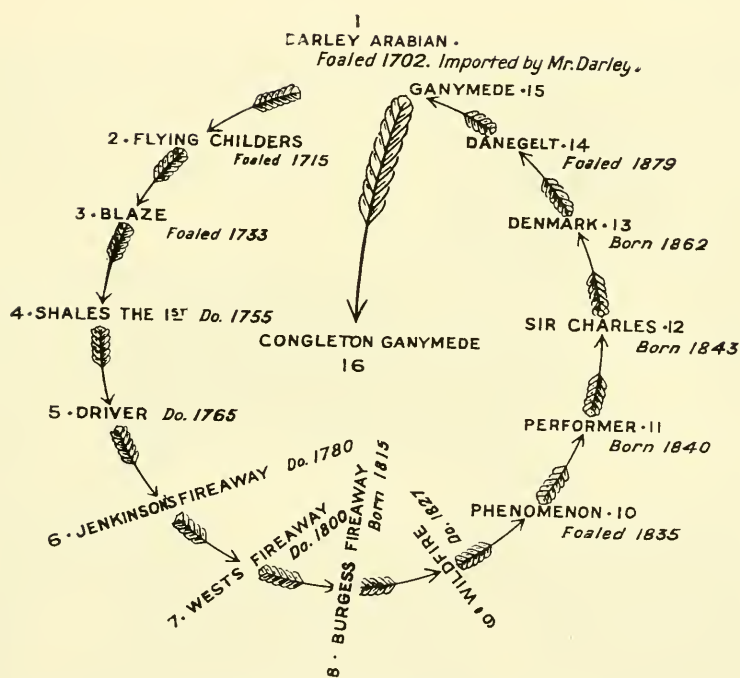 1
DARLEY ARABIAN.
Foaled 1702. Imported by Mr. Darley.
2 · FLYING CHILDERS
Foaled 1715
3 · BLAZE
Foaled 1733
4 · SHALES THE 1ST Do. 1755
5 · DRIVER Do. 1765
6 · JENKINSONS FIREAWAY Do. 1780
7 · WESTS FIREAWAY
Do. 1800
8 · BURGESS FIREAWAY
Born 1815
9 · WILDFIRE
Do. 1827
PHENOMENON · 10
Foaled 1835
PERFORMER · 11
Born 1840
SIR CHARLES · 12
Born 1843
DENMARK · 13
Born 1862
DANEGELT · 14
Foaled 1879
GANYMEDE · 15
CONGLETON GANYMEDE
16